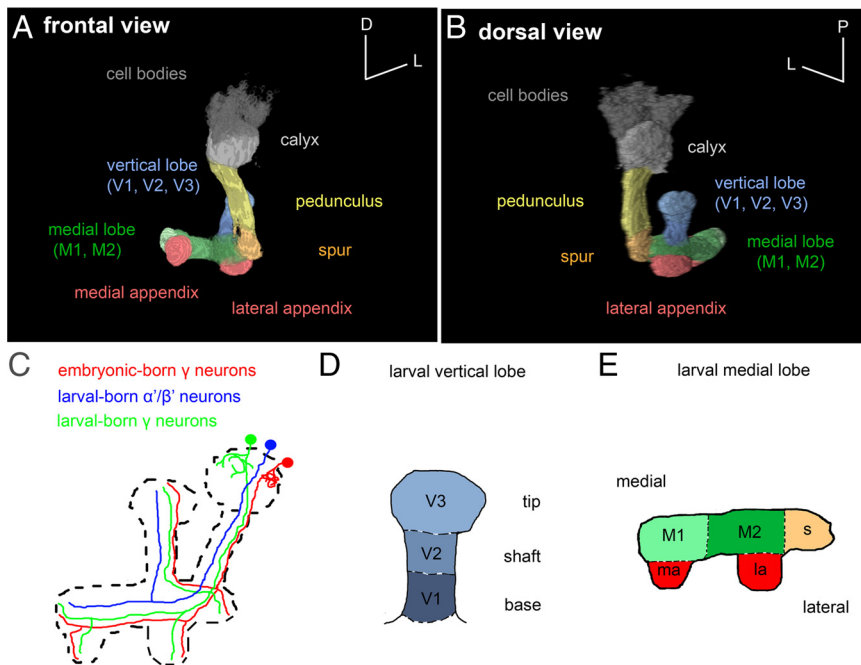 A frontal view
D
L
cell bodies
calyx
vertical lobe
(V1, V2, V3)
pedunculus
medial lobe
(M1, M2)
spur
medial appendix
lateral appendix
B dorsal view
P
L
cell bodies
calyx
vertical lobe
(V1, V2, V3)
pedunculus
medial lobe
(M1, M2)
spur
lateral appendix
C
embryonic-born γ neurons
larval-born α'/β' neurons
larval-born γ neurons
D larval vertical lobe
V3 tip
V2 shaft
V1 base
E larval medial lobe
medial
M1 M2 s
ma la
lateral